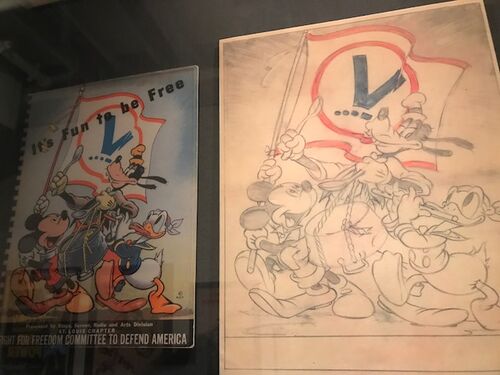 It's Fun to be Free
V
...–
Presented by Stage, Screen, Radio and Arts Division
ST. LOUIS CHAPTER
FIGHT FOR FREEDOM COMMITTEE TO DEFEND AMERICA
V
...–